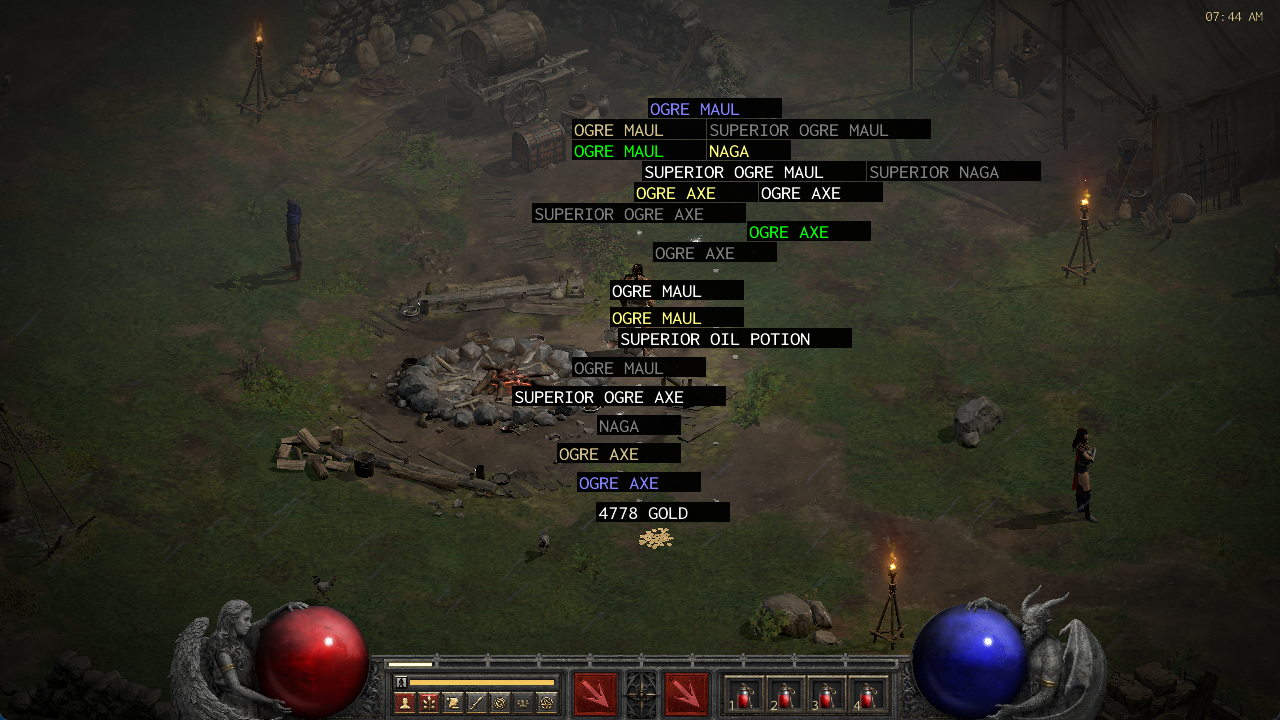 07:44 AM
OGRE MAUL
OGRE MAUL SUPERIOR OGRE MAUL
OGRE MAUL NAGA
SUPERIOR OGRE MAUL SUPERIOR NAGA
OGRE AXE OGRE AXE
SUPERIOR OGRE AXE
OGRE AXE
OGRE AXE
OGRE MAUL
OGRE MAUL
SUPERIOR OIL POTION
OGRE MAUL
SUPERIOR OGRE AXE
NAGA
OGRE AXE
OGRE AXE
4778 GOLD
1 2 3 4